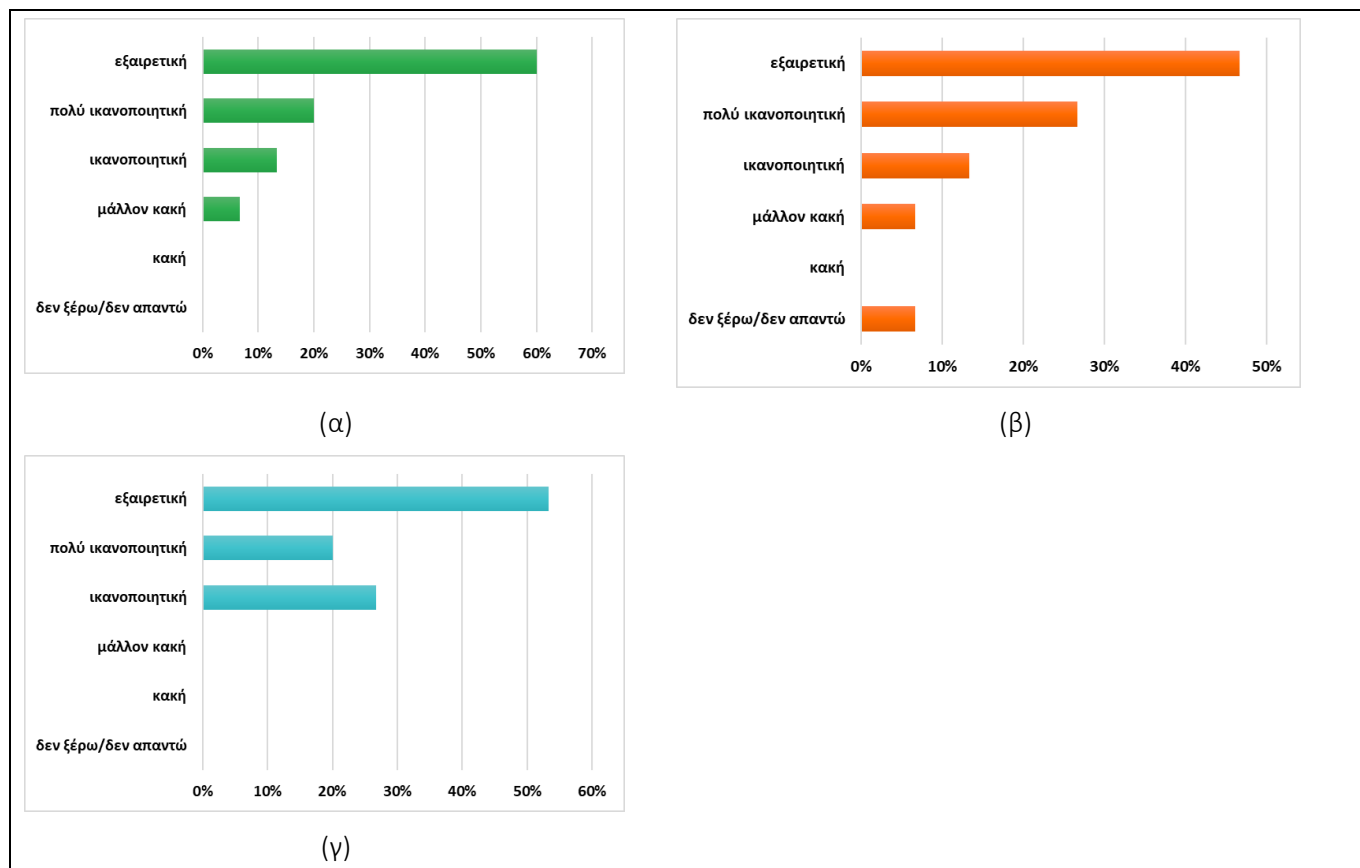 εξαιρετική
πολύ ικανοποιητική
ικανοποιητική
μάλλον κακή
κακή
δεν ξέρω/δεν απαντώ
0% 10% 20% 30% 40% 50% 60% 70%
(α)
εξαιρετική
πολύ ικανοποιητική
ικανοποιητική
μάλλον κακή
κακή
δεν ξέρω/δεν απαντώ
0% 10% 20% 30% 40% 50%
(β)
εξαιρετική
πολύ ικανοποιητική
ικανοποιητική
μάλλον κακή
κακή
δεν ξέρω/δεν απαντώ
0% 10% 20% 30% 40% 50% 60%
(γ)